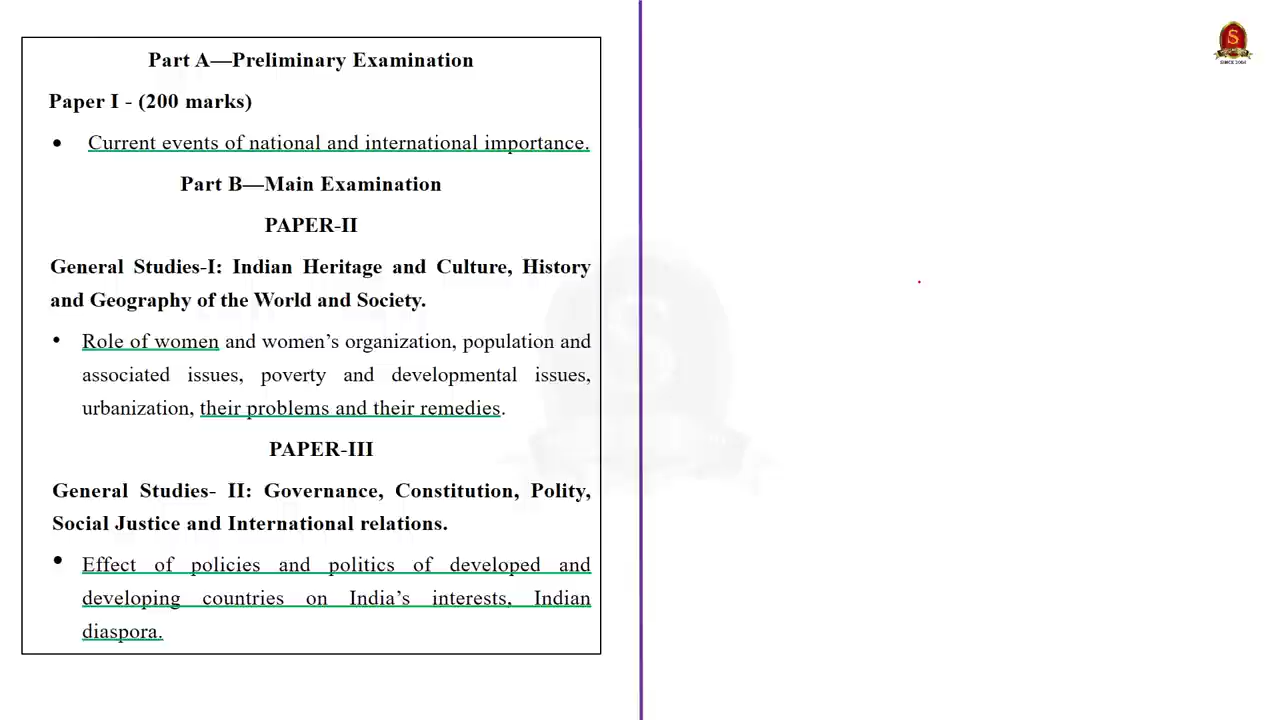 Part A—Preliminary Examination
Paper I - (200 marks)
• Current events of national and international importance.
Part B—Main Examination
PAPER-II
General Studies-I: Indian Heritage and Culture, History
and Geography of the World and Society.
• Role of women and women’s organization, population and
associated issues, poverty and developmental issues,
urbanization, their problems and their remedies.
PAPER-III
General Studies- II: Governance, Constitution, Polity,
Social Justice and International relations.
• Effect of policies and politics of developed and
developing countries on India’s interests, Indian
diaspora.
S
SINCE 2004